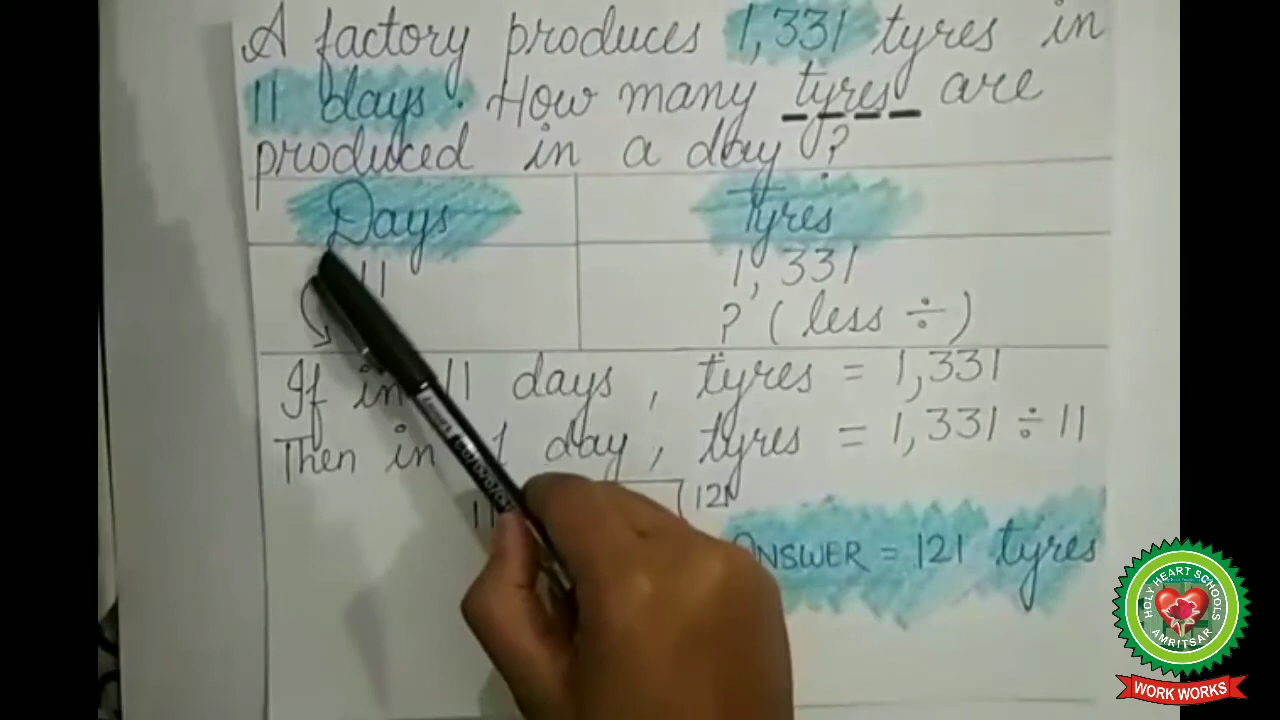 A factory produces 1,331 tyres in
11 days. How many tyres are
produced in a day?
Days Tyres
11 1,331
? (less ÷)
If in 11 days, tyres = 1,331
Then in 1 day, tyres = 1,331 ÷ 11
11 121
ANSWER = 121 tyres
HOLY HEART SCHOOLS
AMRITSAR
WORK WORKS